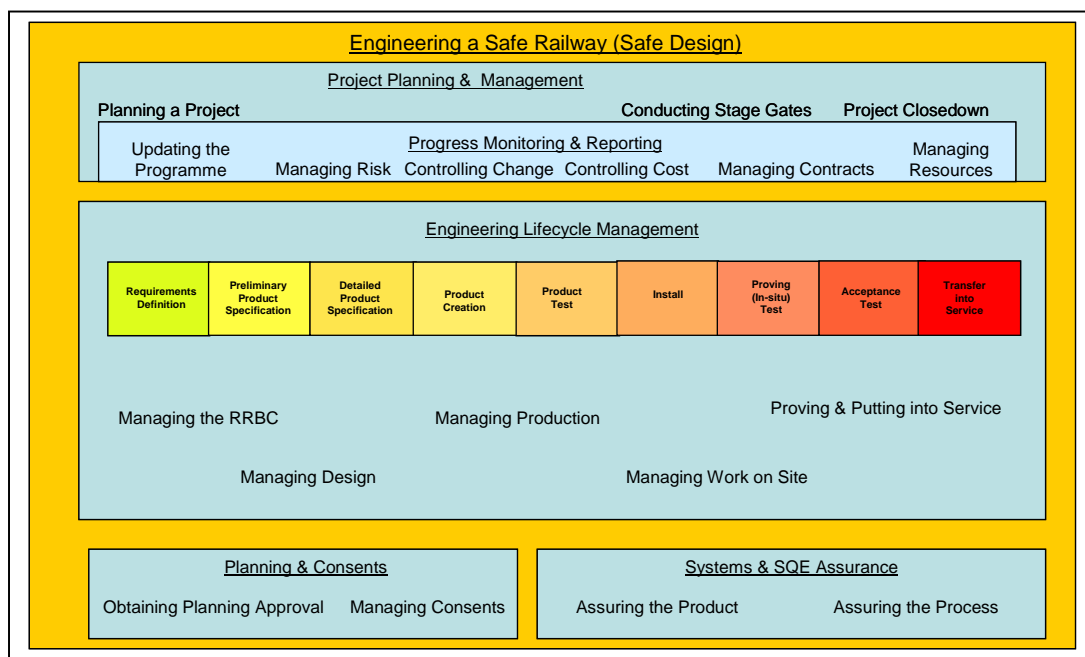 Engineering a Safe Railway (Safe Design)
Project Planning & Management
Planning a Project
Conducting Stage Gates
Project Closedown
Progress Monitoring & Reporting
Updating the
Programme
Managing Risk
Controlling Change
Controlling Cost
Managing Contracts
Managing
Resources
Engineering Lifecycle Management
Requirements
Definition
Preliminary
Product
Specification
Detailed
Product
Specification
Product
Creation
Product
Test
Install
Proving
(In-situ)
Test
Acceptance
Test
Transfer
into
Service
Managing the RRBC
Managing Production
Proving & Putting into Service
Managing Design
Managing Work on Site
Planning & Consents
Obtaining Planning Approval
Managing Consents
Systems & SQE Assurance
Assuring the Product
Assuring the Process